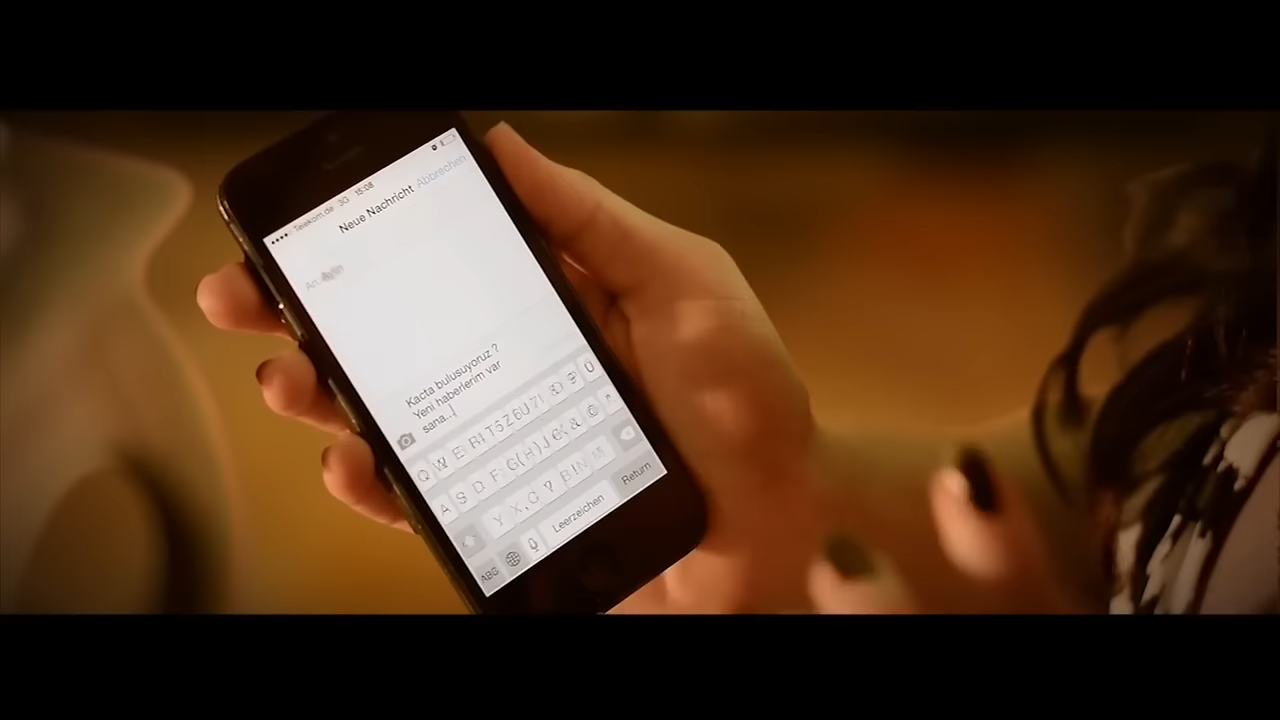 Telekom.de 3G 15:08
Neue Nachricht Abbrechen
An:
Kacta bulusuyoruz ?
Yeni haberlerim var
sana...
Leerzeichen
Return
ABC